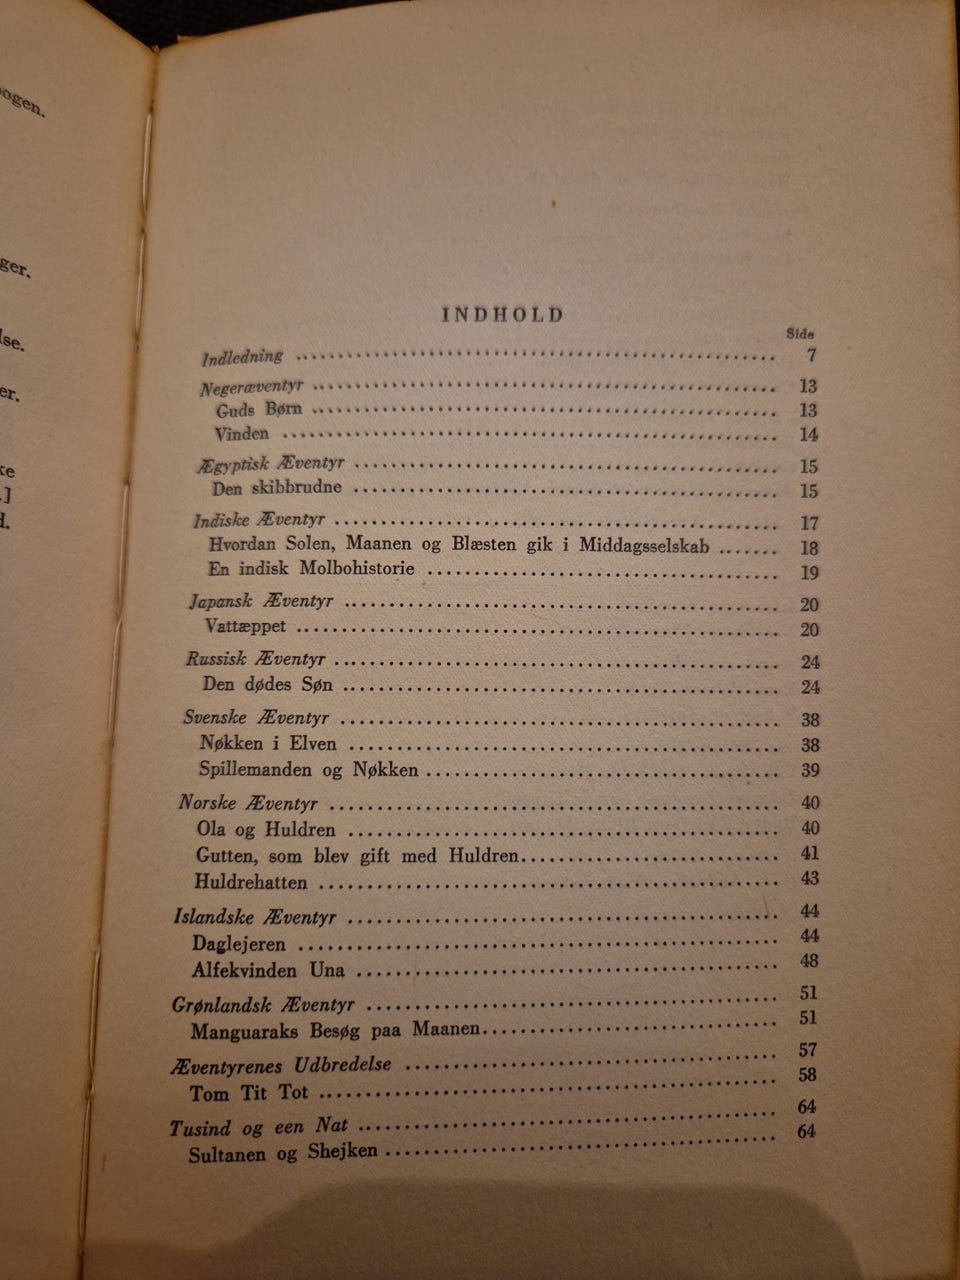 ogen.
ger.
lse.
er.
.]
d.
INDHOLD
Side
Indledning ........ 7
Negeræventyr ........ 13
Guds Børn ........ 13
Vinden ........ 14
Ægyptisk Æventyr ........ 15
Den skibbrudne ........ 15
Indiske Æventyr ........ 17
Hvordan Solen, Maanen og Blæsten gik i Middagsselskab ....... 18
En indisk Molbohistorie ........ 19
Japansk Æventyr ........ 20
Vattæppet ........ 20
Russisk Æventyr ........ 24
Den dødes Søn ........ 24
Svenske Æventyr ........ 38
Nøkken i Elven ........ 38
Spillemanden og Nøkken ........ 39
Norske Æventyr ........ 40
Ola og Huldren ........ 40
Gutten, som blev gift med Huldren ........ 41
Huldrehatten ........ 43
Islandske Æventyr ........ 44
Daglejeren ........ 44
Alfekvinden Una ........ 48
Grønlandsk Æventyr ........ 51
Manguaraks Besøg paa Maanen ........ 51
Æventyrenes Udbredelse ........ 57
Tom Tit Tot ........ 58
Tusind og een Nat ........ 64
Sultanen og Shejken ........ 64